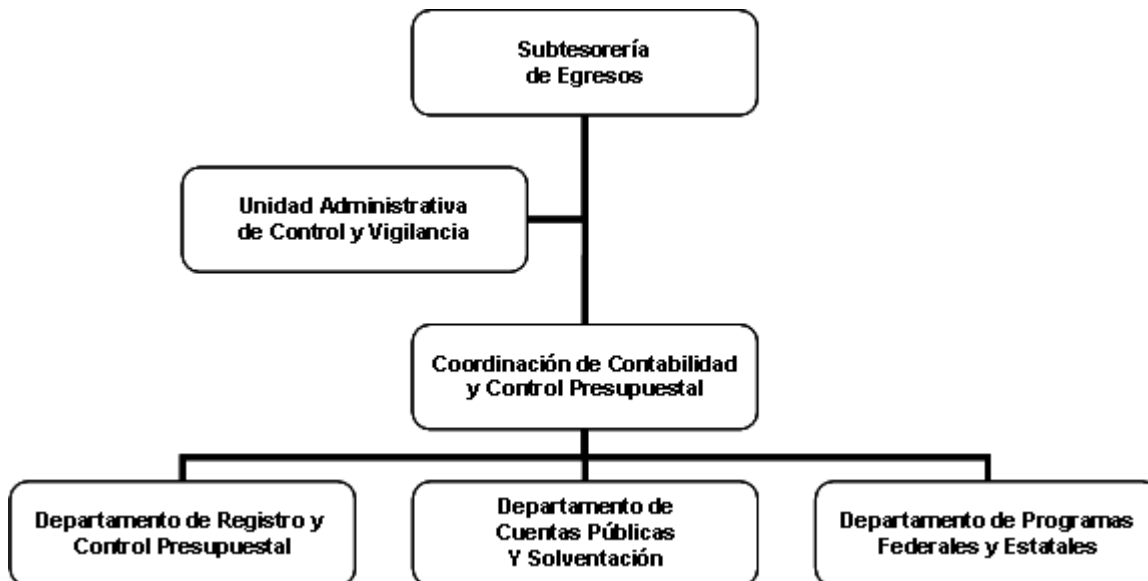 Subtesorería
de Egresos
Unidad Administrativa
de Control y Vigilancia
Coordinación de Contabilidad
y Control Presupuestal
Departamento de Registro y
Control Presupuestal
Departamento de
Cuentas Públicas
Y Solventación
Departamento de Programas
Federales y Estatales